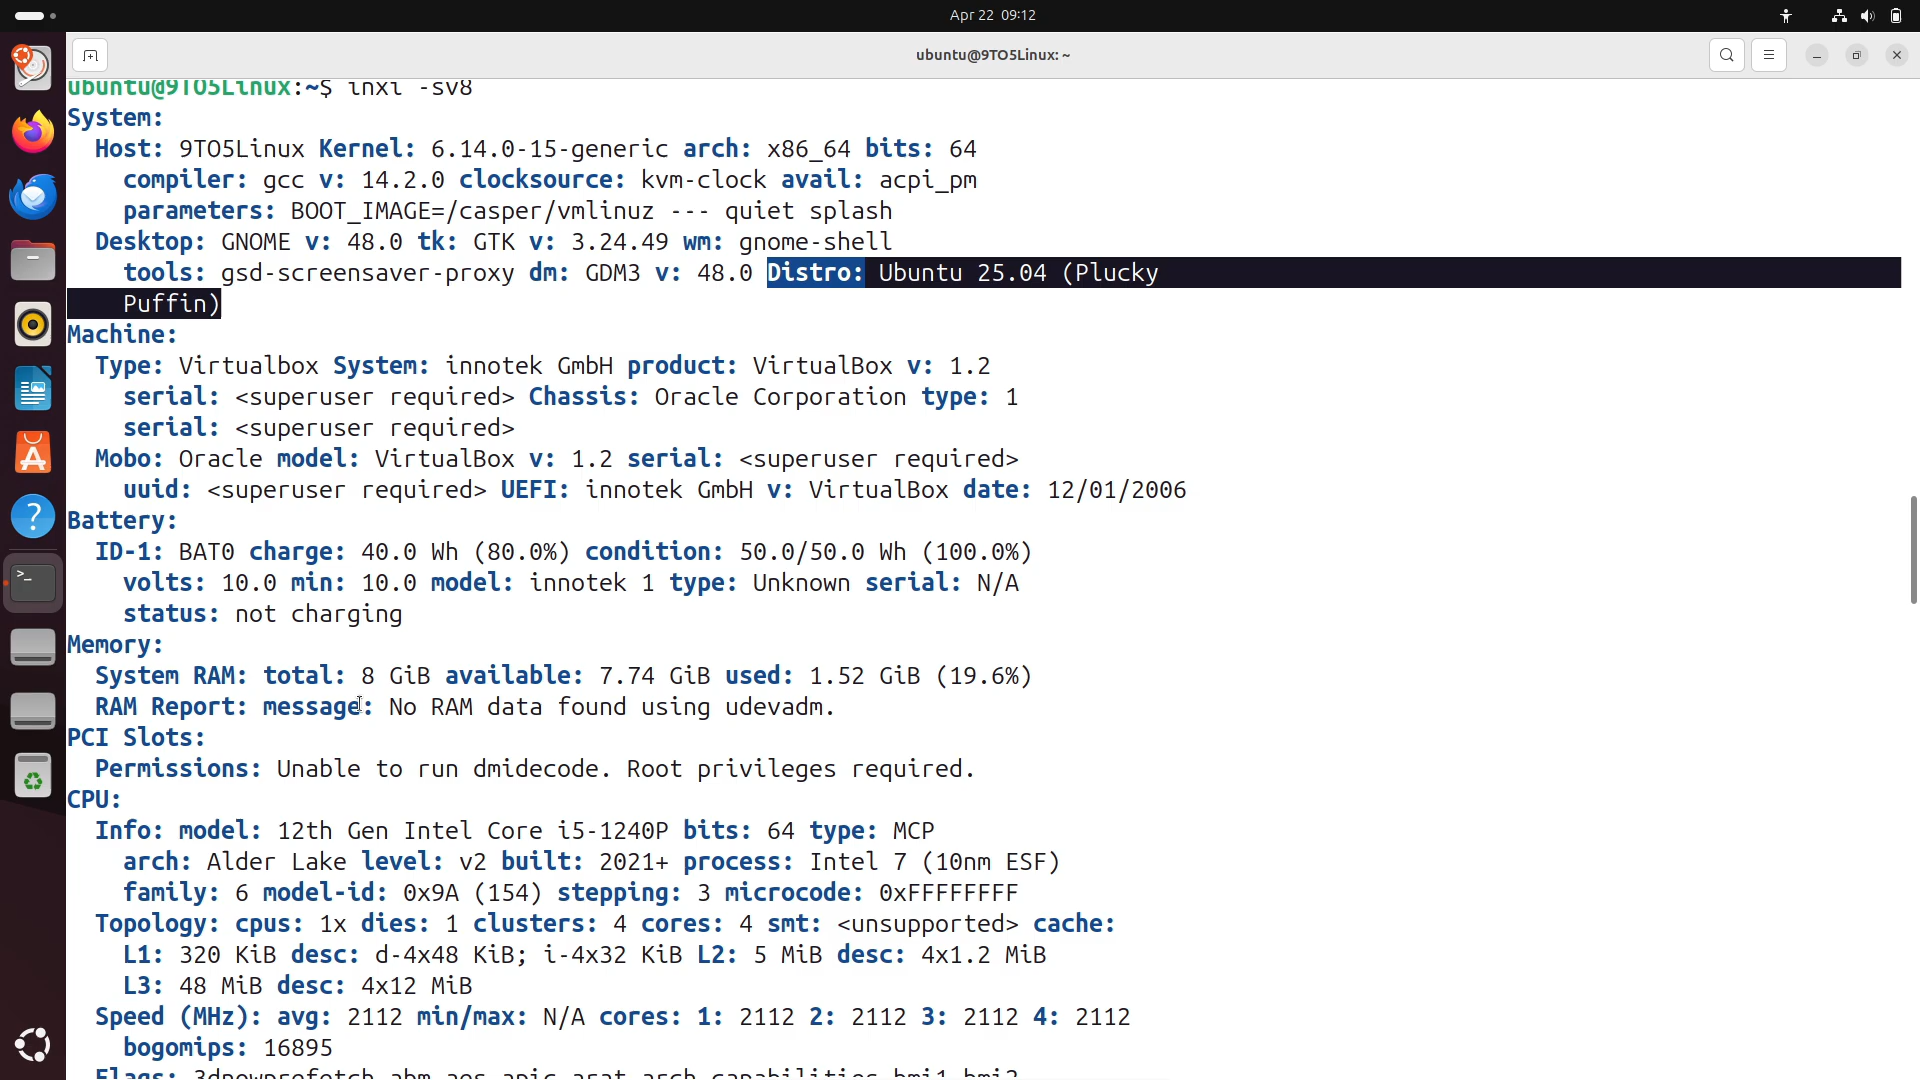 Apr 22 09:12
ubuntu@9TO5Linux: ~
ubuntu@9TO5Linux:~$ inxi -sv8
System:
Host: 9TO5Linux Kernel: 6.14.0-15-generic arch: x86_64 bits: 64
compiler: gcc v: 14.2.0 clocksource: kvm-clock avail: acpi_pm
parameters: BOOT_IMAGE=/casper/vmlinuz --- quiet splash
Desktop: GNOME v: 48.0 tk: GTK v: 3.24.49 wm: gnome-shell
tools: gsd-screensaver-proxy dm: GDM3 v: 48.0 Distro: Ubuntu 25.04 (Plucky
Puffin)
Machine:
Type: Virtualbox System: innotek GmbH product: VirtualBox v: 1.2
serial: <superuser required> Chassis: Oracle Corporation type: 1
serial: <superuser required>
Mobo: Oracle model: VirtualBox v: 1.2 serial: <superuser required>
uuid: <superuser required> UEFI: innotek GmbH v: VirtualBox date: 12/01/2006
Battery:
ID-1: BAT0 charge: 40.0 Wh (80.0%) condition: 50.0/50.0 Wh (100.0%)
volts: 10.0 min: 10.0 model: innotek 1 type: Unknown serial: N/A
status: not charging
Memory:
System RAM: total: 8 GiB available: 7.74 GiB used: 1.52 GiB (19.6%)
RAM Report: message: No RAM data found using udevadm.
PCI Slots:
Permissions: Unable to run dmidecode. Root privileges required.
CPU:
Info: model: 12th Gen Intel Core i5-1240P bits: 64 type: MCP
arch: Alder Lake level: v2 built: 2021+ process: Intel 7 (10nm ESF)
family: 6 model-id: 0x9A (154) stepping: 3 microcode: 0xFFFFFFFF
Topology: cpus: 1x dies: 1 clusters: 4 cores: 4 smt: <unsupported> cache:
L1: 320 KiB desc: d-4x48 KiB; i-4x32 KiB L2: 5 MiB desc: 4x1.2 MiB
L3: 48 MiB desc: 4x12 MiB
Speed (MHz): avg: 2112 min/max: N/A cores: 1: 2112 2: 2112 3: 2112 4: 2112
bogomips: 16895
Flags: 3dnowprefetch abm aes apic arat arch_capabilities bmi1 bmi2